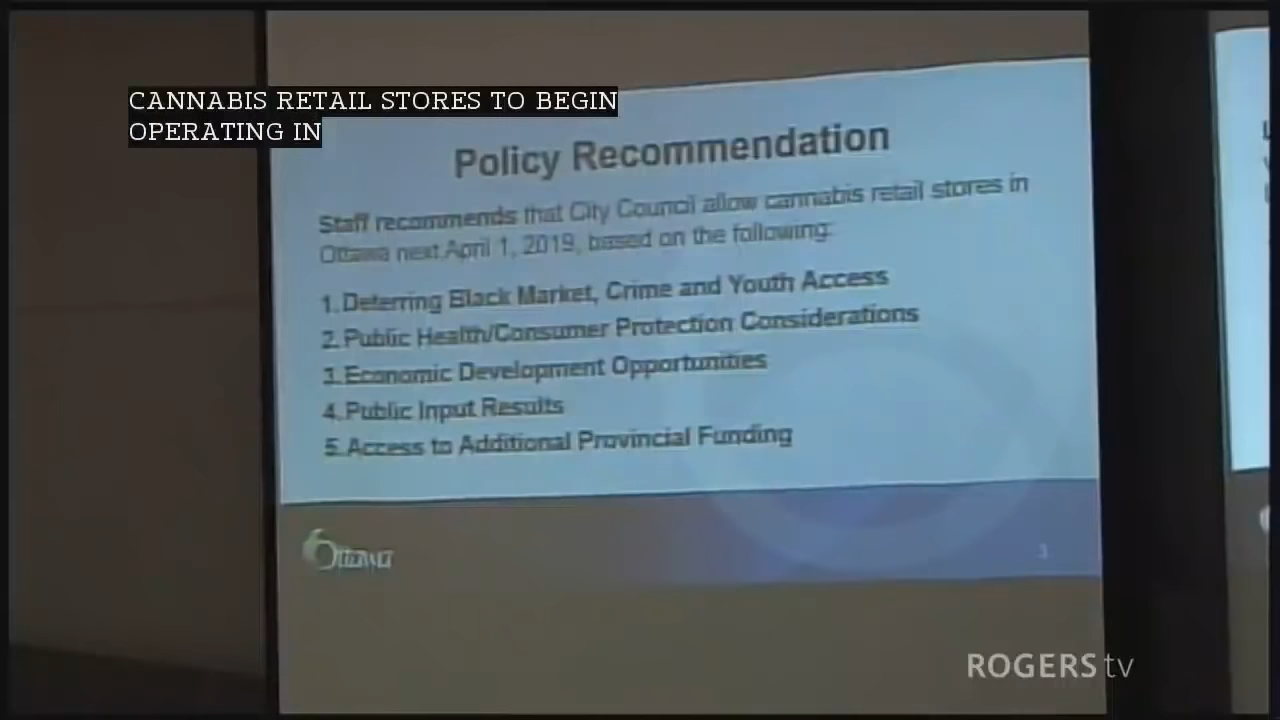 CANNABIS RETAIL STORES TO BEGIN
OPERATING IN
Policy Recommendation
Staff recommends that City Council allow cannabis retail stores in
Ottawa next April 1, 2019, based on the following:
1. Deterring Black Market, Crime and Youth Access
2. Public Health/Consumer Protection Considerations
3. Economic Development Opportunities
4. Public Input Results
5. Access to Additional Provincial Funding
Ottawa
3
ROGERS tv